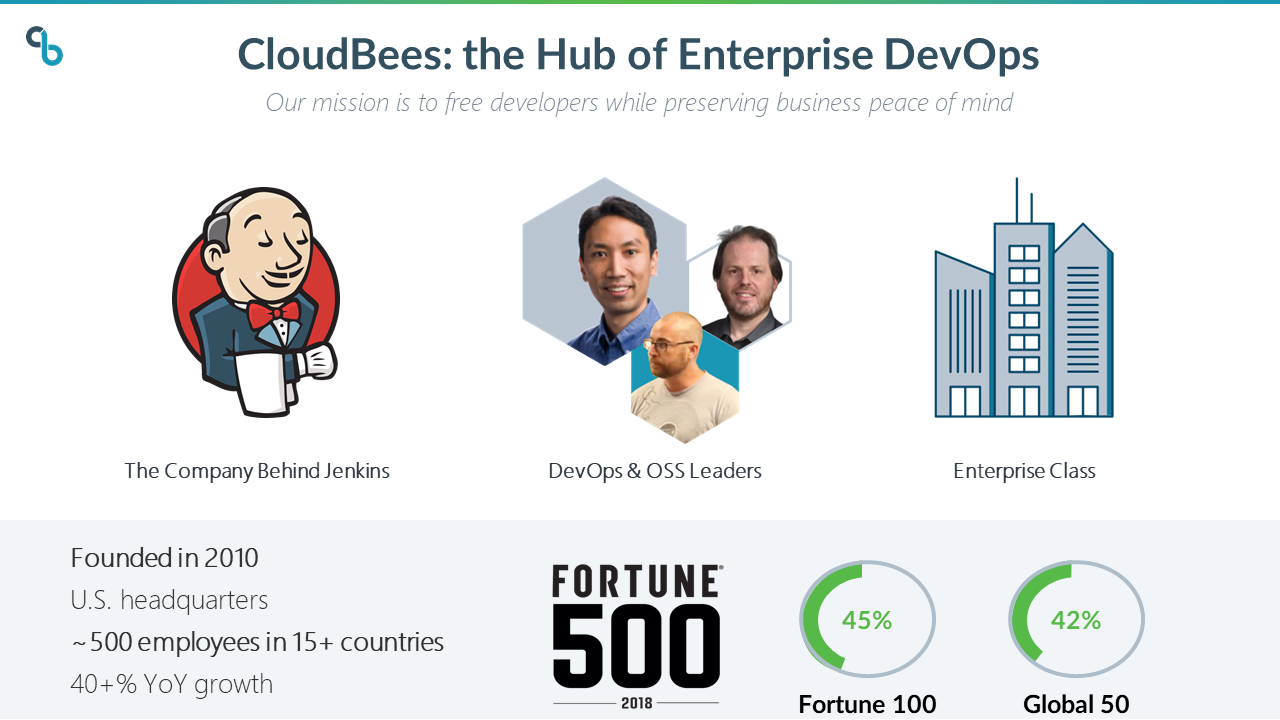 CloudBees: the Hub of Enterprise DevOps
Our mission is to free developers while preserving business peace of mind
The Company Behind Jenkins
DevOps & OSS Leaders
Enterprise Class
Founded in 2010
U.S. headquarters
~500 employees in 15+ countries
40+% YoY growth
FORTUNE®
500
2018
45%
Fortune 100
42%
Global 50